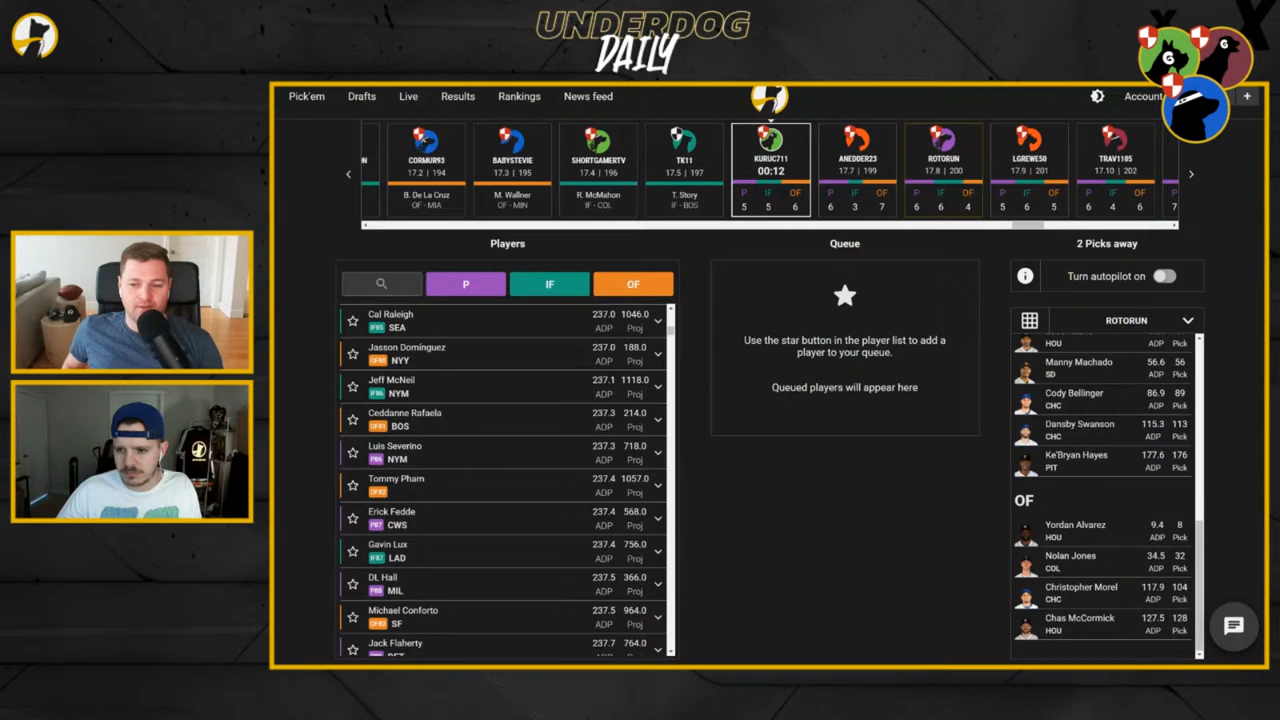 UNDERDOG
DAILY
Pick'em Drafts Live Results Rankings News feed Account +
CORMUR93
17.2 | 194
B. De La Cruz
OF - MIA
BABYSTEVIE
17.3 | 195
M. Wallner
OF - MIN
SHORTGAMERTV
17.4 | 196
R. McMahon
IF - COL
TK11
17.5 | 197
T. Story
IF - BOS
KURUC711
00:12
P IF OF
5 5 6
ANEDDER23
17.7 | 199
P IF OF
6 3 7
ROTORUN
17.8 | 200
P IF OF
6 6 4
LGREWE50
17.9 | 201
P IF OF
5 6 5
TRAV1105
17.10 | 202
P IF OF
6 4 6
P
7
Players
P IF OF
Cal Raleigh 237.0 1046.0
IF85 SEA ADP Proj
Jasson Domínguez 237.0 188.0
OF80 NYY ADP Proj
Jeff McNeil 237.1 1118.0
IF86 NYM ADP Proj
Ceddanne Rafaela 237.3 214.0
OF81 BOS ADP Proj
Luis Severino 237.3 718.0
P86 NYM ADP Proj
Tommy Pham 237.4 1057.0
OF82 ADP Proj
Erick Fedde 237.4 568.0
P87 CWS ADP Proj
Gavin Lux 237.4 756.0
IF87 LAD ADP Proj
DL Hall 237.5 366.0
P88 MIL ADP Proj
Michael Conforto 237.5 964.0
OF83 SF ADP Proj
Jack Flaherty 237.7 764.0
ADP Proj
Queue
Use the star button in the player list to add a
player to your queue.
Queued players will appear here
2 Picks away
Turn autopilot on
ROTORUN
HOU ADP Pick
Manny Machado 56.6 56
SD ADP Pick
Cody Bellinger 86.9 89
CHC ADP Pick
Dansby Swanson 115.3 113
CHC ADP Pick
Ke'Bryan Hayes 177.6 176
PIT ADP Pick
OF
Yordan Alvarez 9.4 8
HOU ADP Pick
Nolan Jones 34.5 32
COL ADP Pick
Christopher Morel 117.9 104
CHC ADP Pick
Chas McCormick 127.5 128
HOU ADP Pick